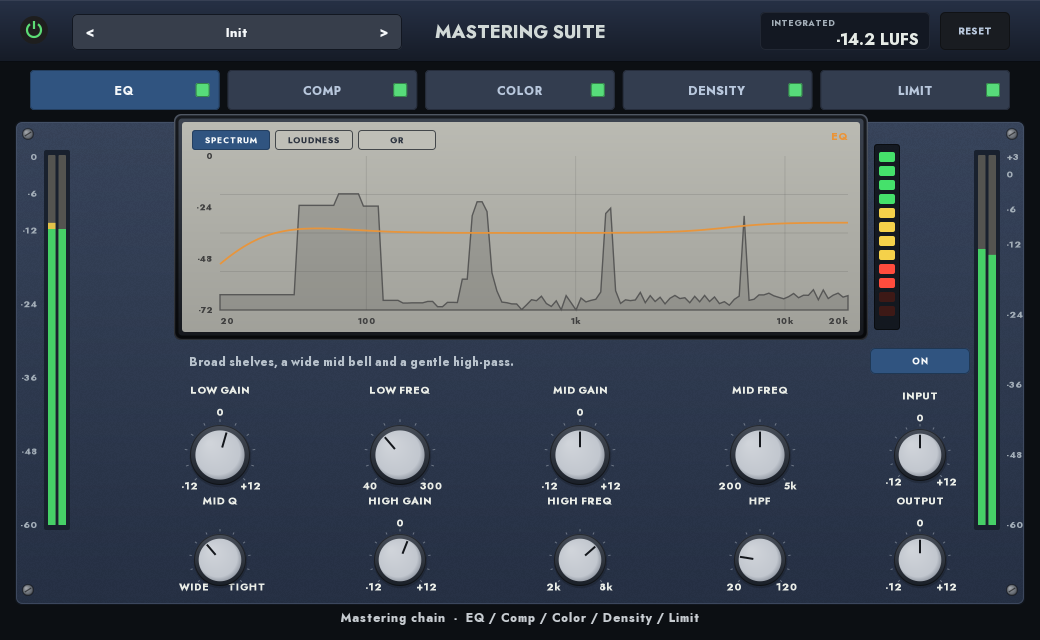 < Init >
MASTERING SUITE
INTEGRATED
-14.2 LUFS
RESET
EQ
COMP
COLOR
DENSITY
LIMIT
SPECTRUM
LOUDNESS
GR
EQ
0
-24
-48
-72
20 100 1k 10k 20k
0
-6
-12
-24
-36
-48
-60
+3
0
-6
-12
-24
-36
-48
-60
Broad shelves, a wide mid bell and a gentle high-pass.
ON
LOW GAIN
0
-12 +12
LOW FREQ
40 300
MID GAIN
0
-12 +12
MID FREQ
200 5k
INPUT
0
-12 +12
MID Q
WIDE TIGHT
HIGH GAIN
0
-12 +12
HIGH FREQ
2k 8k
HPF
20 120
OUTPUT
0
-12 +12
Mastering chain - EQ / Comp / Color / Density / Limit